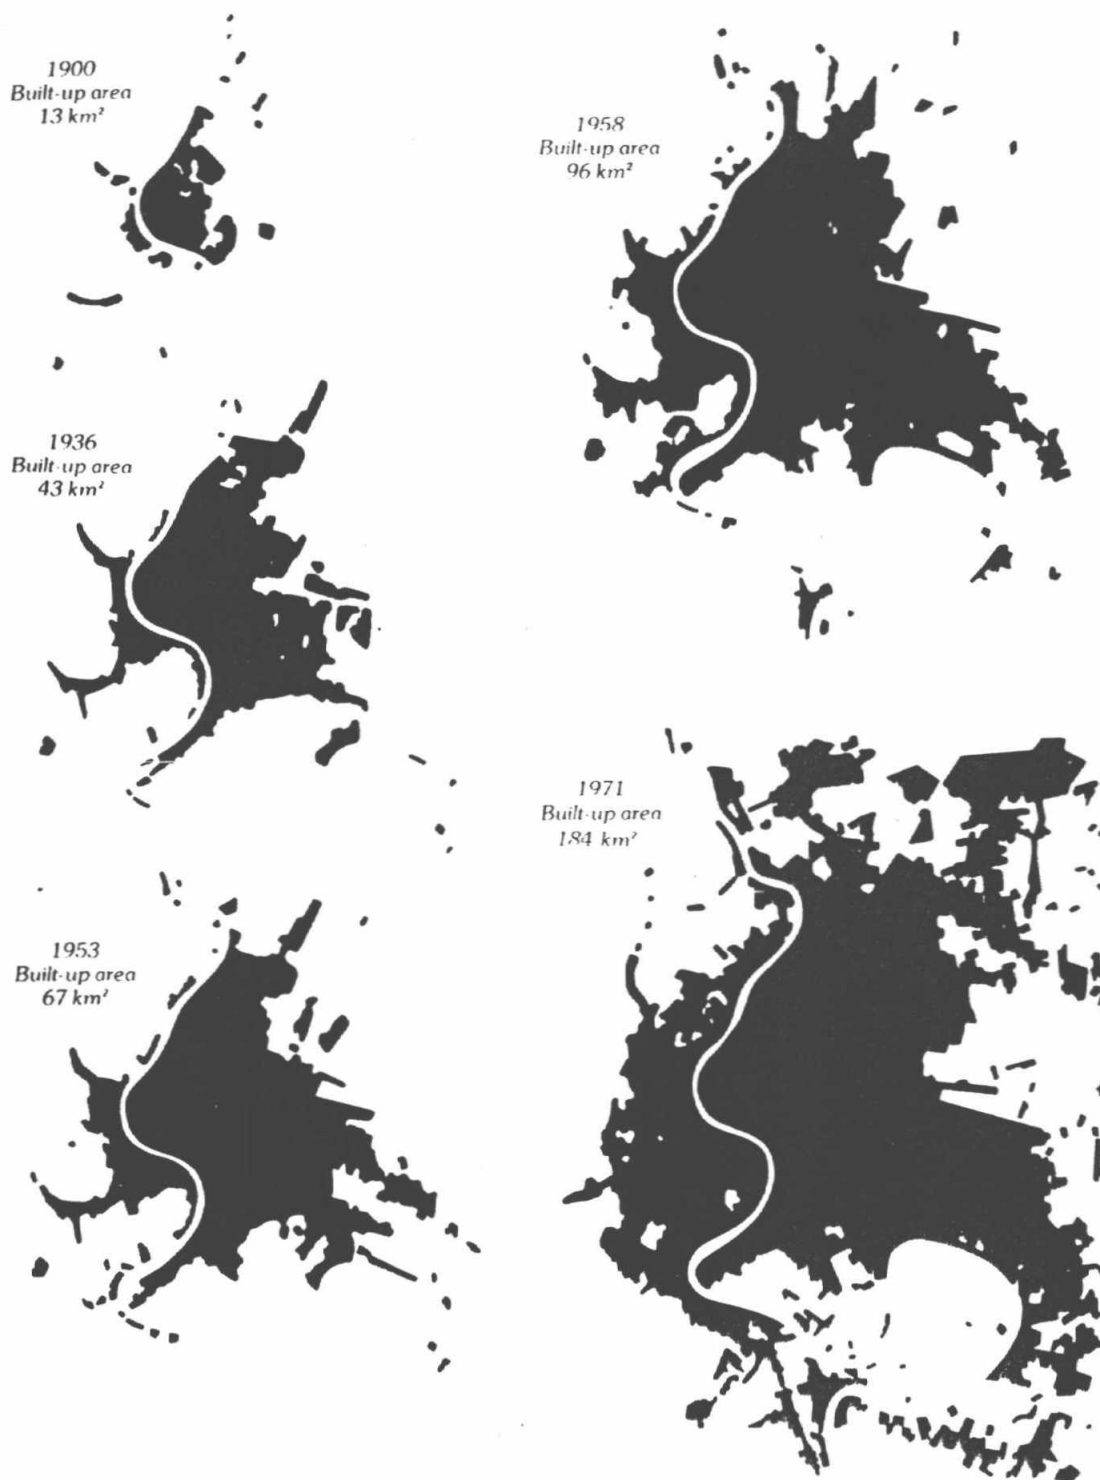 1900
Built-up area
13 km²
1936
Built-up area
43 km²
1953
Built-up area
67 km²
1958
Built-up area
96 km²
1971
Built-up area
184 km²